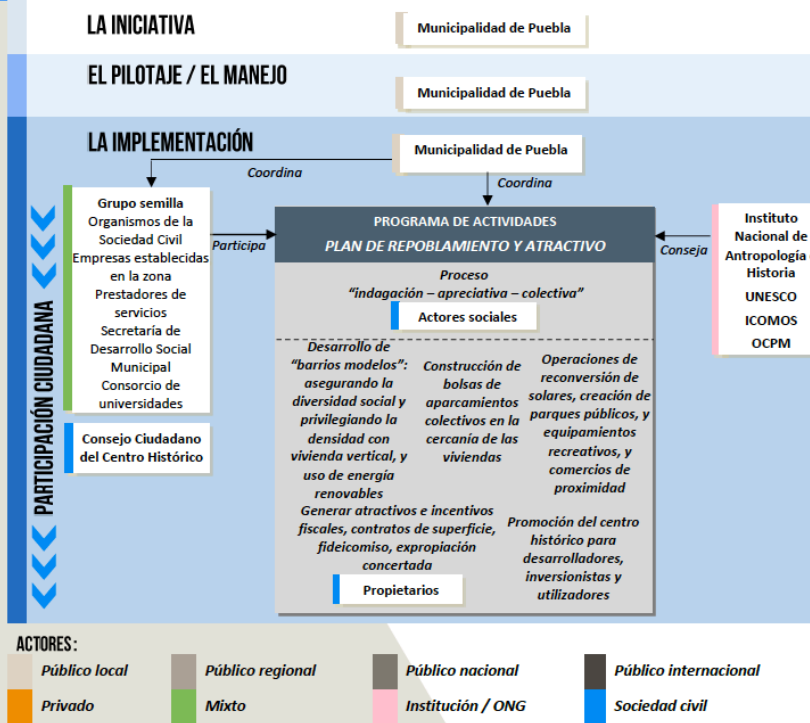 LA INICIATIVA
Municipalidad de Puebla
EL PILOTAJE / EL MANEJO
Municipalidad de Puebla
LA IMPLEMENTACIÓN
Municipalidad de Puebla
Coordina
Coordina
PARTICIPACIÓN CIUDADANA
Grupo semilla
Organismos de la
Sociedad Civil
Empresas establecidas
en la zona
Prestadores de
servicios
Secretaría de
Desarrollo Social
Municipal
Consorcio de
universidades
Consejo Ciudadano
del Centro Histórico
Participa
PROGRAMA DE ACTIVIDADES
PLAN DE REPOBLAMIENTO Y ATRACTIVO
Proceso
“indagación – apreciativa – colectiva”
Actores sociales
Desarrollo de
“barrios modelos”:
asegurando la
diversidad social y
privilegiando la
densidad con
vivienda vertical, y
uso de energía
renovables
Construcción de
bolsas de
aparcamientos
colectivos en la
cercanía de las
viviendas
Operaciones de
reconversión de
solares, creación de
parques públicos, y
equipamientos
recreativos, y
comercios de
proximidad
Generar atractivos e incentivos
fiscales, contratos de superficie,
fideicomiso, expropiación
concertada
Propietarios
Promoción del centro
histórico para
desarrolladores,
inversionistas y
utilizadores
Conseja
Instituto
Nacional de
Antropología
Historia
UNESCO
ICOMOS
OCPM
ACTORES:
Público local
Público regional
Público nacional
Público internacional
Privado
Mixto
Institución / ONG
Sociedad civil